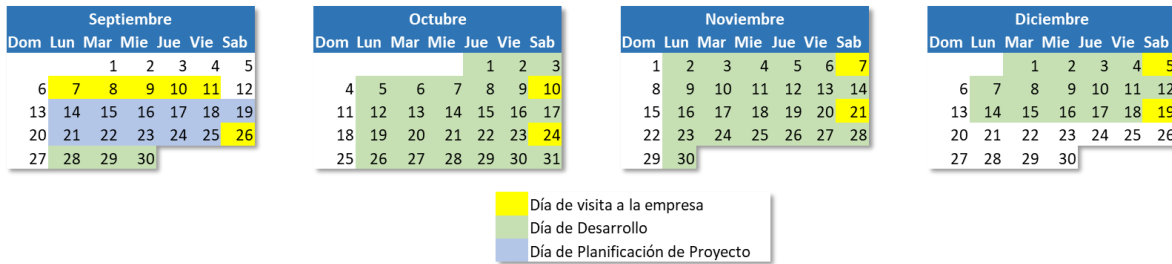 Septiembre
Dom Lun Mar Mie Jue Vie Sab
1 2 3 4 5
6 7 8 9 10 11 12
13 14 15 16 17 18 19
20 21 22 23 24 25 26
27 28 29 30
Octubre
Dom Lun Mar Mie Jue Vie Sab
1 2 3
4 5 6 7 8 9 10
11 12 13 14 15 16 17
18 19 20 21 22 23 24
25 26 27 28 29 30 31
Noviembre
Dom Lun Mar Mie Jue Vie Sab
1 2 3 4 5 6 7
8 9 10 11 12 13 14
15 16 17 18 19 20 21
22 23 24 25 26 27 28
29 30
Diciembre
Dom Lun Mar Mie Jue Vie Sab
1 2 3 4 5
6 7 8 9 10 11 12
13 14 15 16 17 18 19
20 21 22 23 24 25 26
27 28 29 30
Día de visita a la empresa
Día de Desarrollo
Día de Planificación de Proyecto